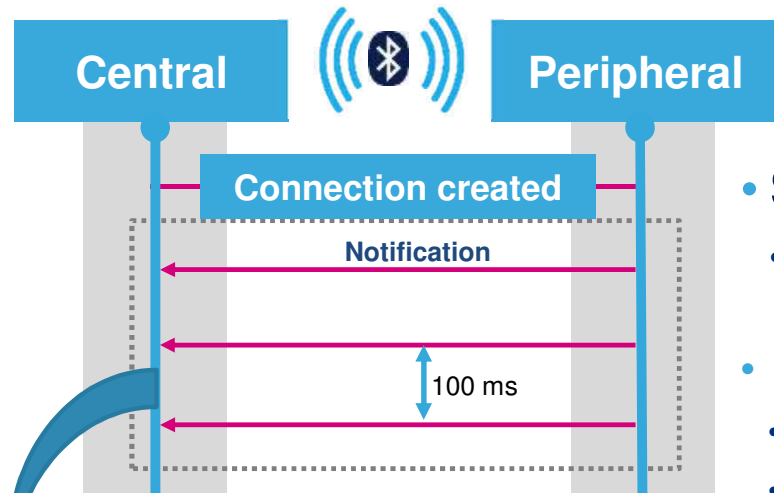 Central
Peripheral
Connection created
Notification
100 ms